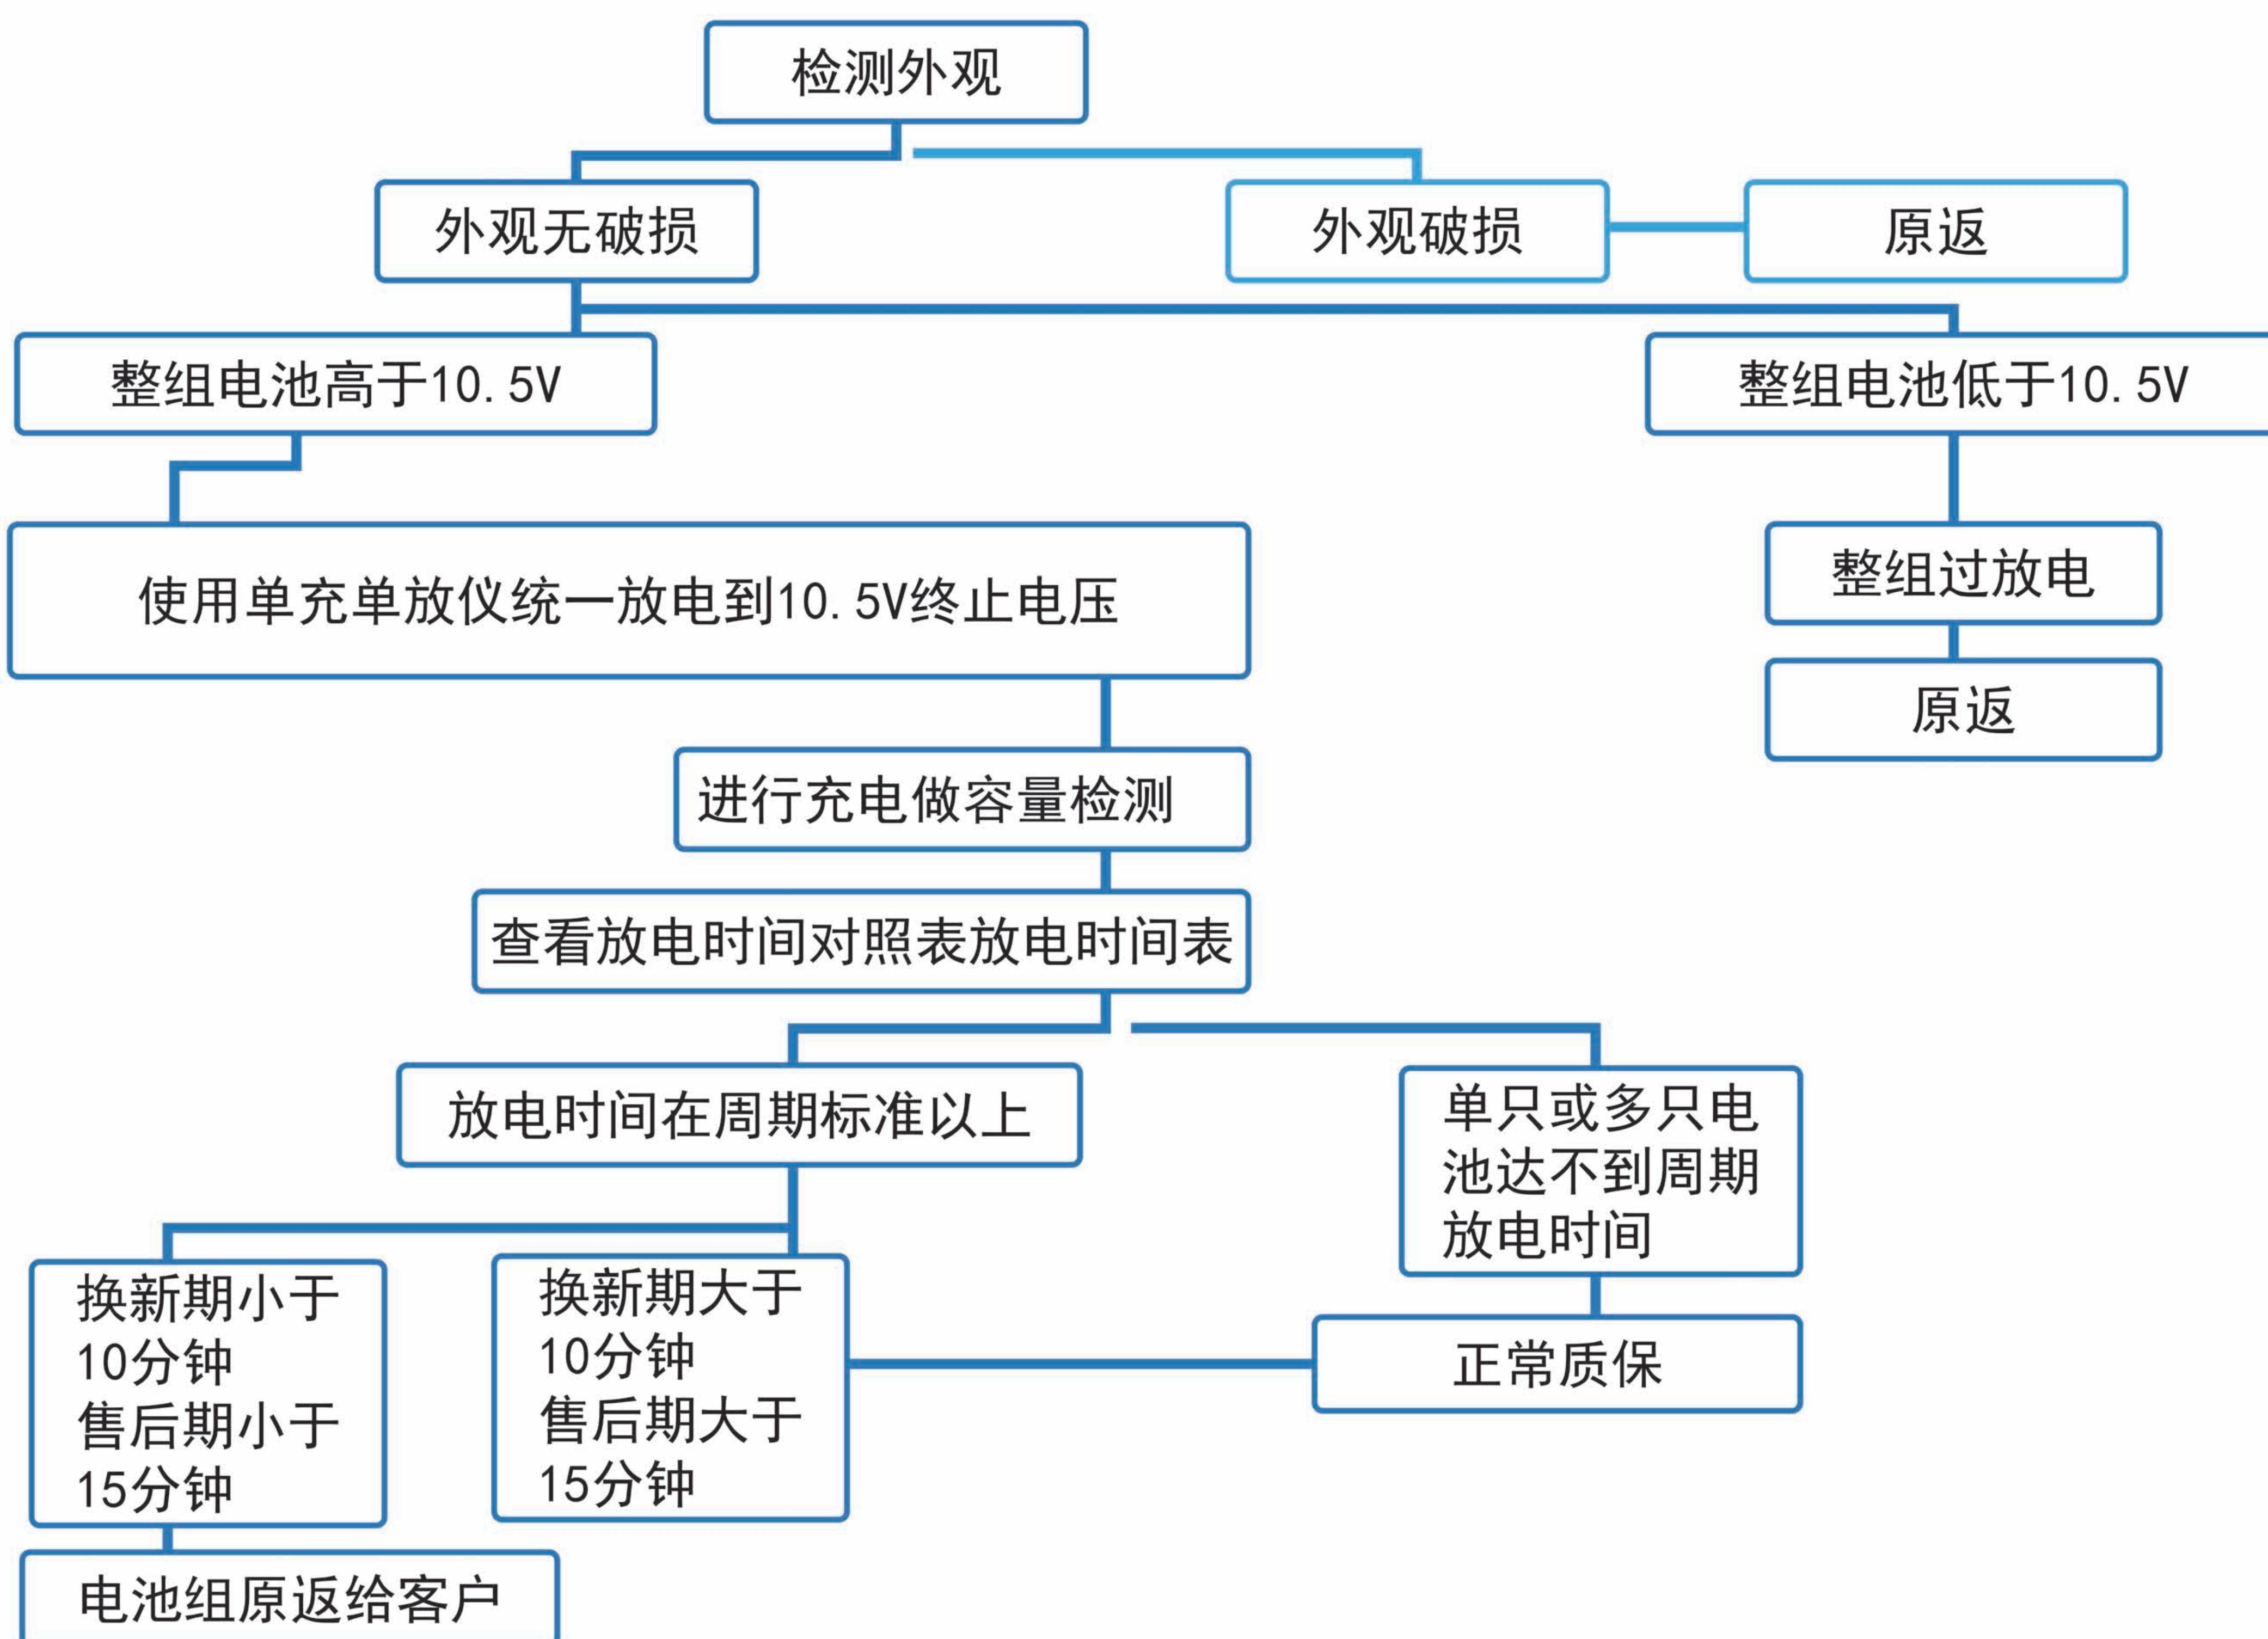 检测外观
外观无破损
外观破损
原返
整组电池高于10.5V
整组电池低于10.5V
使用单充单放仪统一放电到10.5V终止电压
整组过放电
原返
进行充电做容量检测
查看放电时间对照表放电时间表
放电时间在周期标准以上
单只或多只电
池达不到周期
放电时间
换新期小于
10分钟
售后期小于
15分钟
换新期大于
10分钟
售后期大于
15分钟
正常质保
电池组原返给客户